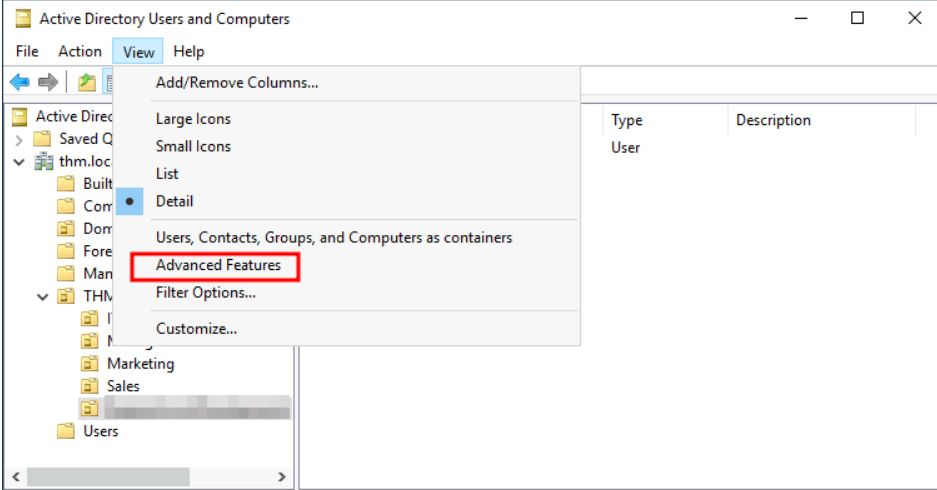 Active Directory Users and Computers
File Action View Help
Add/Remove Columns...
Active Direc
Large Icons
Type Description
Saved Q
Small Icons
User
thm.loc
List
Built
Detail
Com
Dom
Users, Contacts, Groups, and Computers as containers
Fore
Advanced Features
Man
Filter Options...
THM
Customize...
Marketing
Sales
Users